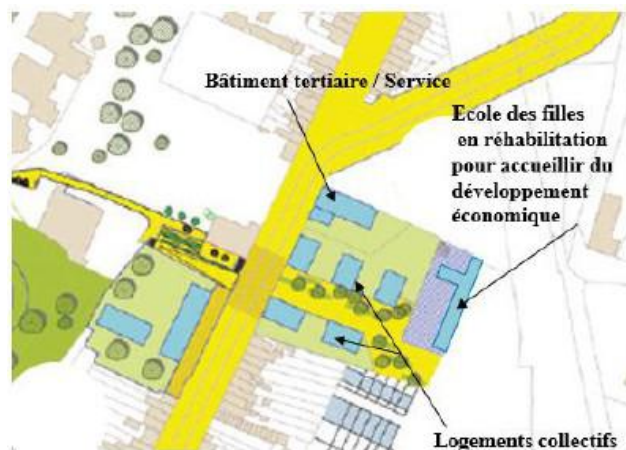 Bâtiment tertiaire / Service
Ecole des filles
en réhabilitation
pour accueillir du
développement
économique
Logements collectifs